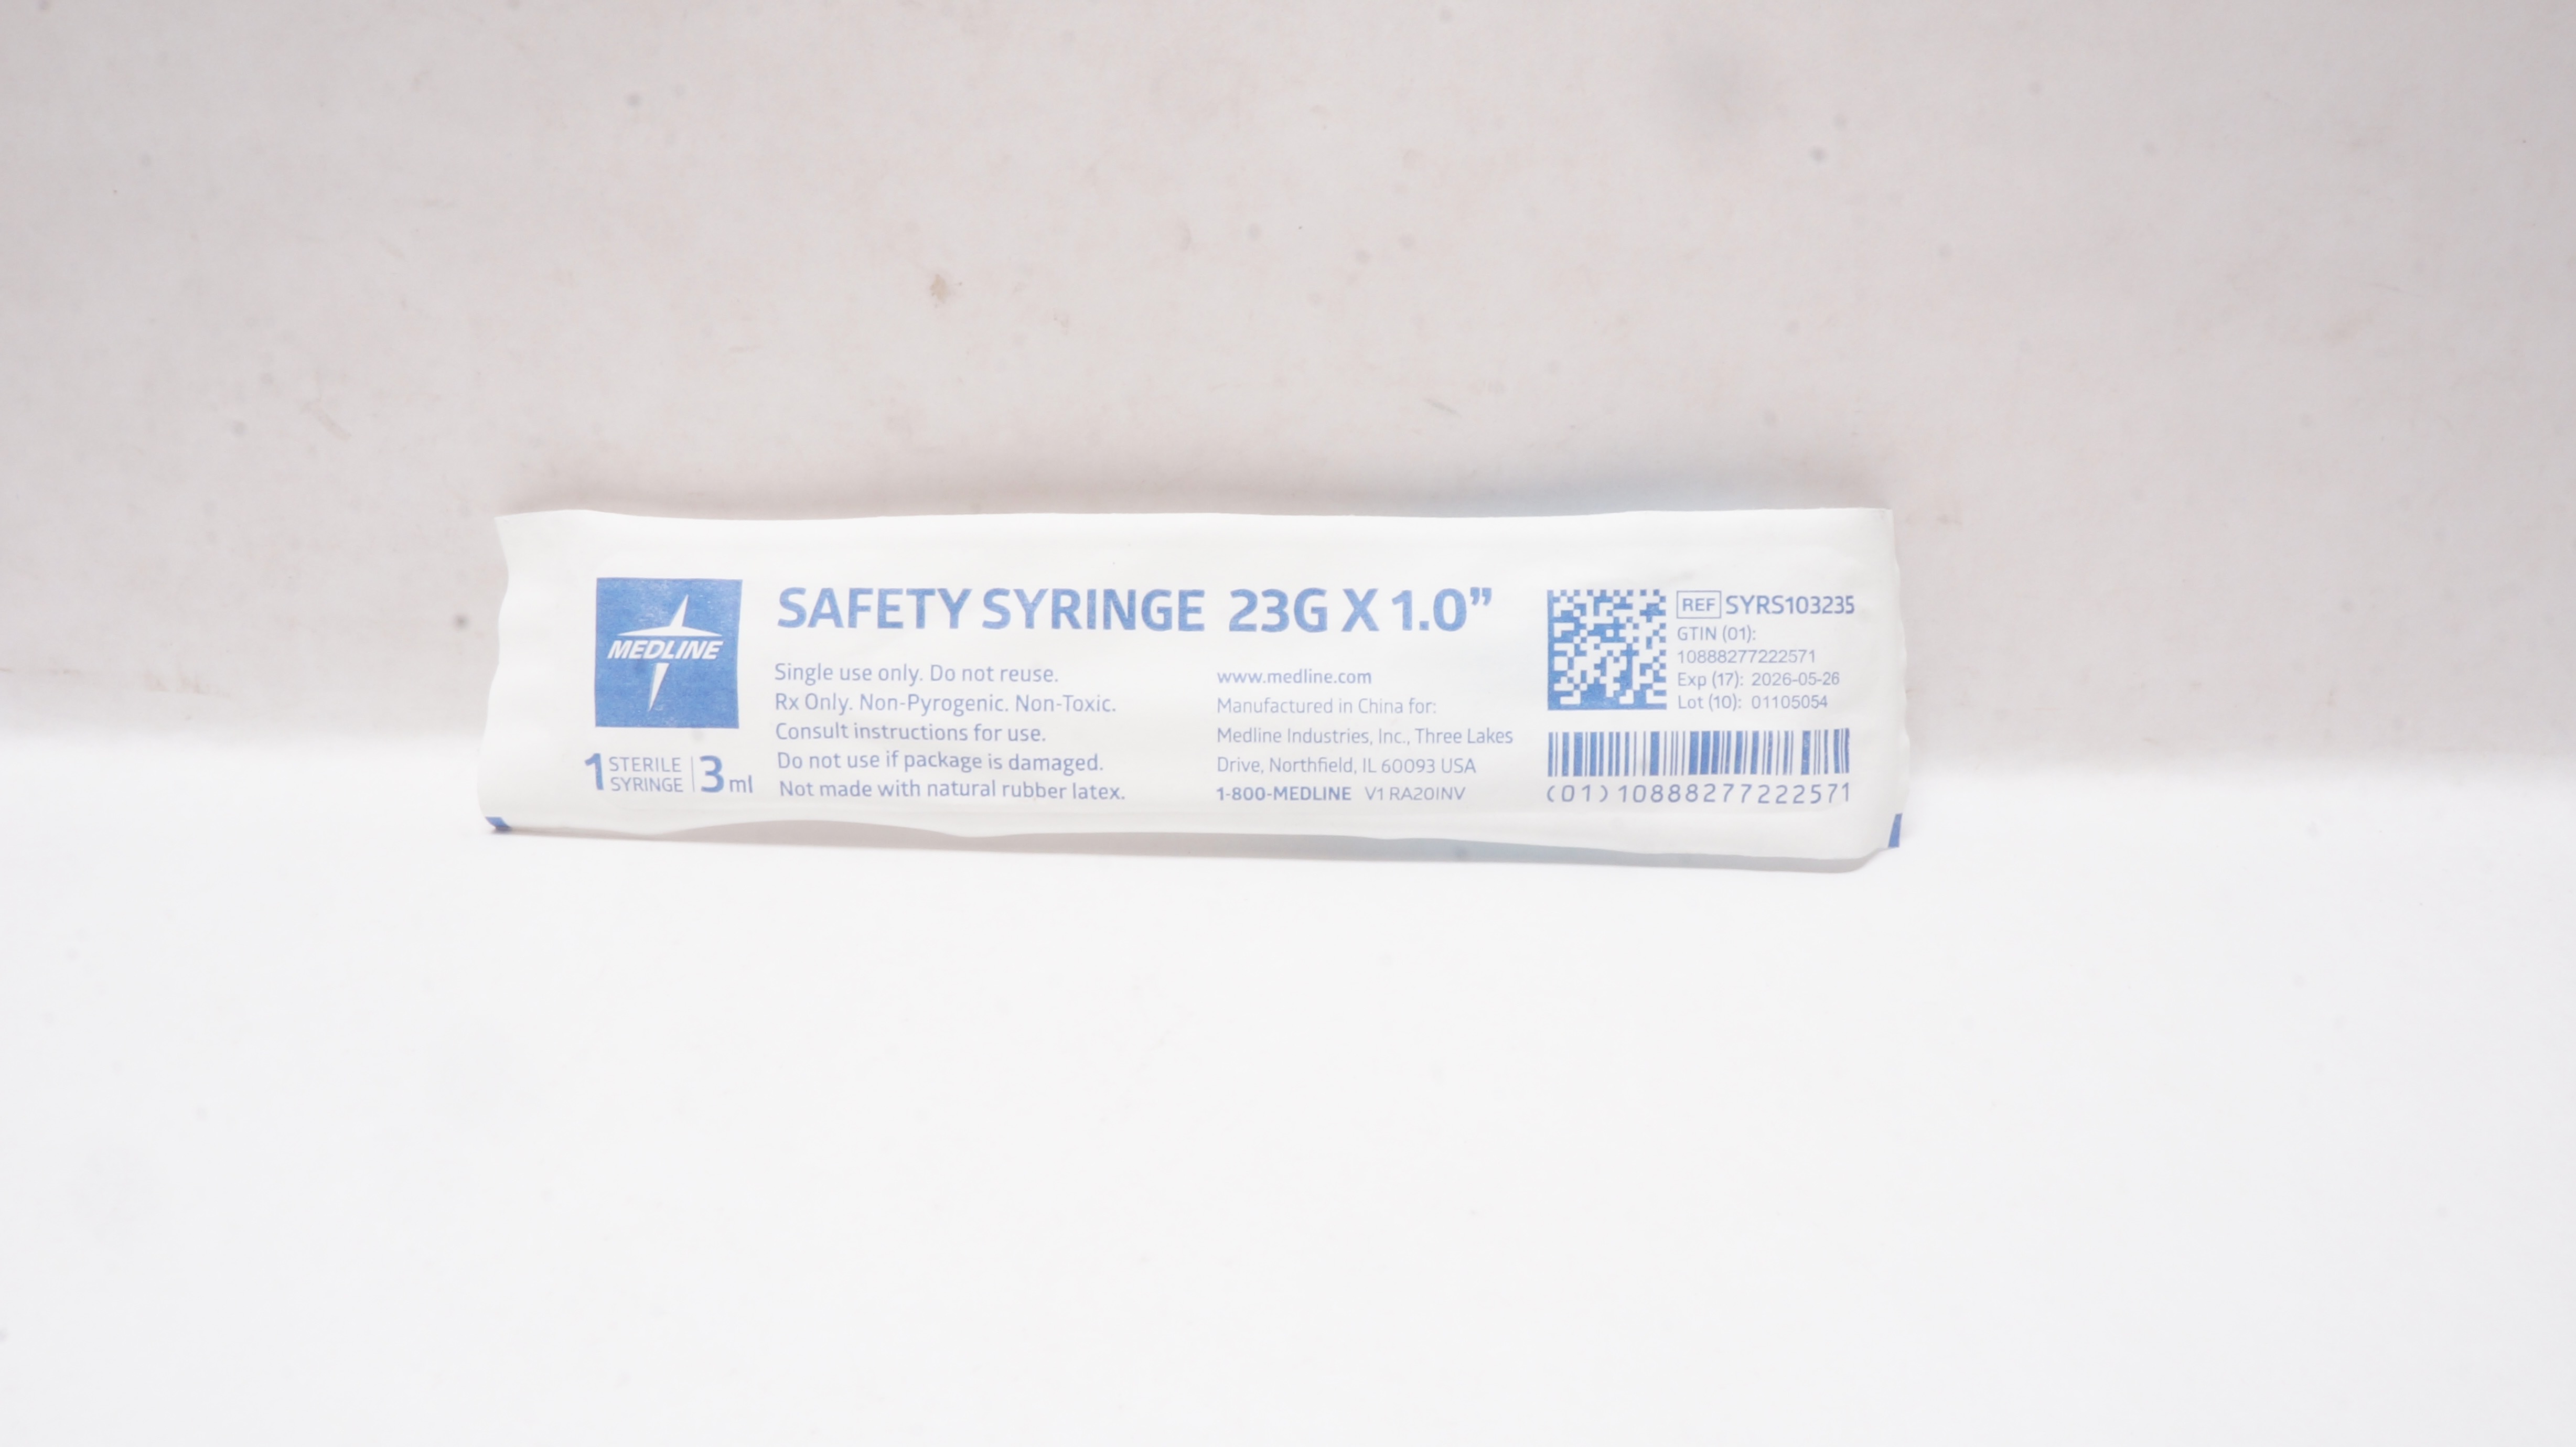 MEDLINE
1 STERILE SYRINGE | 3 ml
SAFETY SYRINGE 23G X 1.0”
Single use only. Do not reuse.
Rx Only. Non-Pyrogenic. Non-Toxic.
Consult instructions for use.
Do not use if package is damaged.
Not made with natural rubber latex.
www.medline.com
Manufactured in China for:
Medline Industries, Inc., Three Lakes
Drive, Northfield, IL 60093 USA
1-800-MEDLINE V1 RA20INV
REF SYRS103235
GTIN (01):
10888277222571
Exp (17): 2026-05-26
Lot (10): 01105054
(01)10888277222571